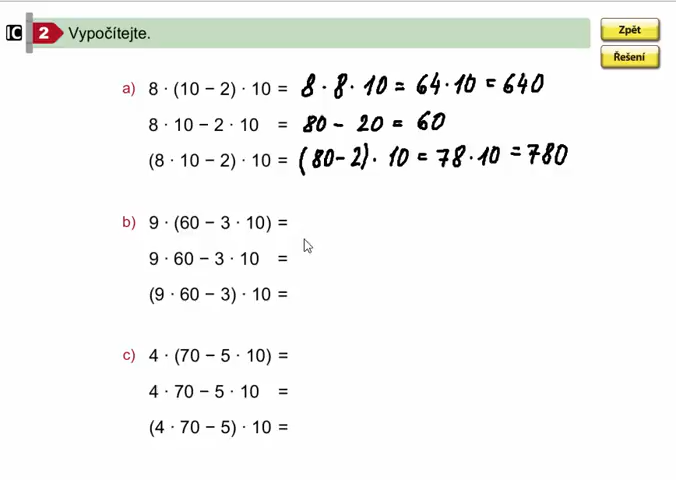 IC 2 Vypočítejte. Zpět
Řešení
a) 8 · (10 − 2) · 10 = 8 · 8 · 10 = 64 · 10 = 640
8 · 10 − 2 · 10 = 80 − 20 = 60
(8 · 10 − 2) · 10 = (80 − 2) · 10 = 78 · 10 = 780
b) 9 · (60 − 3 · 10) =
9 · 60 − 3 · 10 =
(9 · 60 − 3) · 10 =
c) 4 · (70 − 5 · 10) =
4 · 70 − 5 · 10 =
(4 · 70 − 5) · 10 =